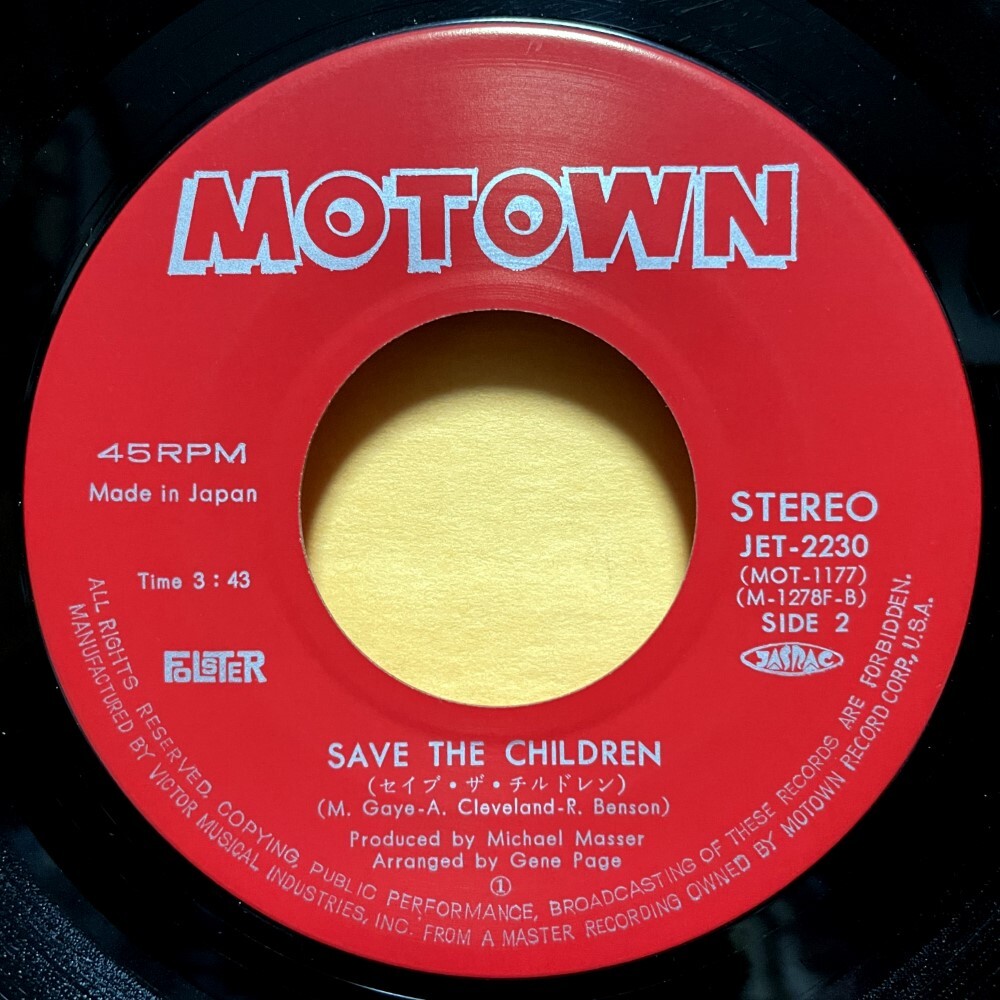 MOTOWN
45RPM
Made in Japan
Time 3:43
FOLSTER
STEREO
JET-2230
(MOT-1177)
(M-1278F-B)
SIDE 2
JASRAC
SAVE THE CHILDREN
(セイブ・ザ・チルドレン)
(M. Gaye-A. Cleveland-R. Benson)
Produced by Michael Masser
Arranged by Gene Page
①
ALL RIGHTS RESERVED. COPYING, PUBLIC PERFORMANCE, BROADCASTING OF THESE RECORDS ARE FORBIDDEN.
MANUFACTURED BY VICTOR MUSICAL INDUSTRIES, INC. FROM A MASTER RECORDING OWNED BY MOTOWN RECORD CORP., U.S.A.